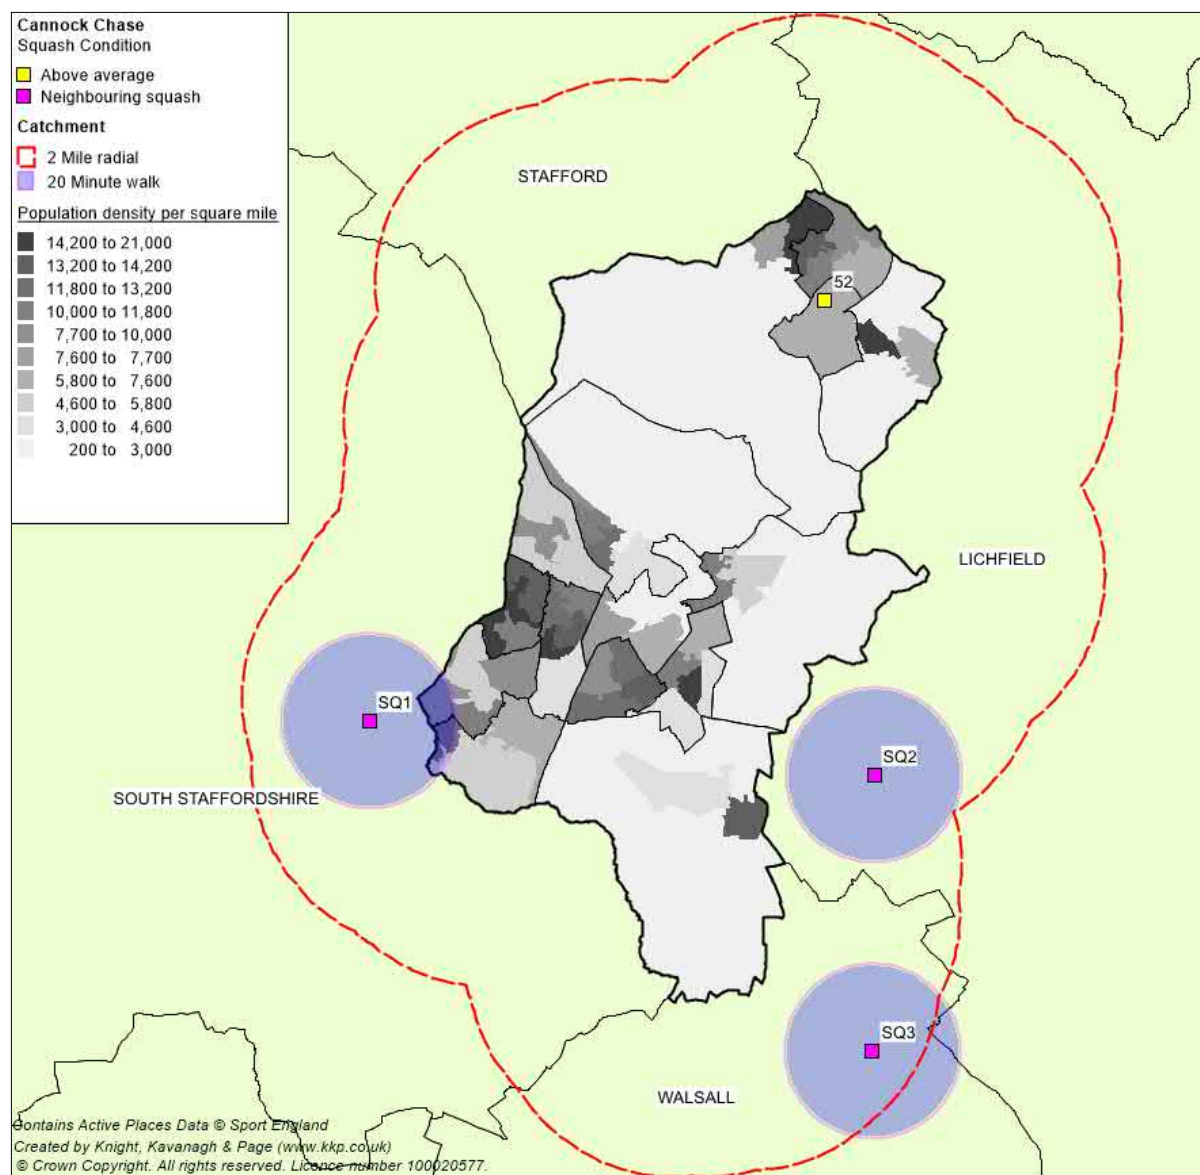 Cannock Chase
Squash Condition
Above average
Neighbouring squash
Catchment
2 Mile radial
20 Minute walk
Population density per square mile
14,200 to 21,000
13,200 to 14,200
11,800 to 13,200
10,000 to 11,800
7,700 to 10,000
7,600 to 7,700
5,800 to 7,600
4,600 to 5,800
3,000 to 4,600
200 to 3,000
STAFFORD
52
LICHFIELD
SQ1
SQ2
SOUTH STAFFORDSHIRE
SQ3
WALSALL
Contains Active Places Data © Sport England
Created by Knight, Kavanagh & Page (www.kkp.co.uk)
© Crown Copyright. All rights reserved. Licence number 100020577.